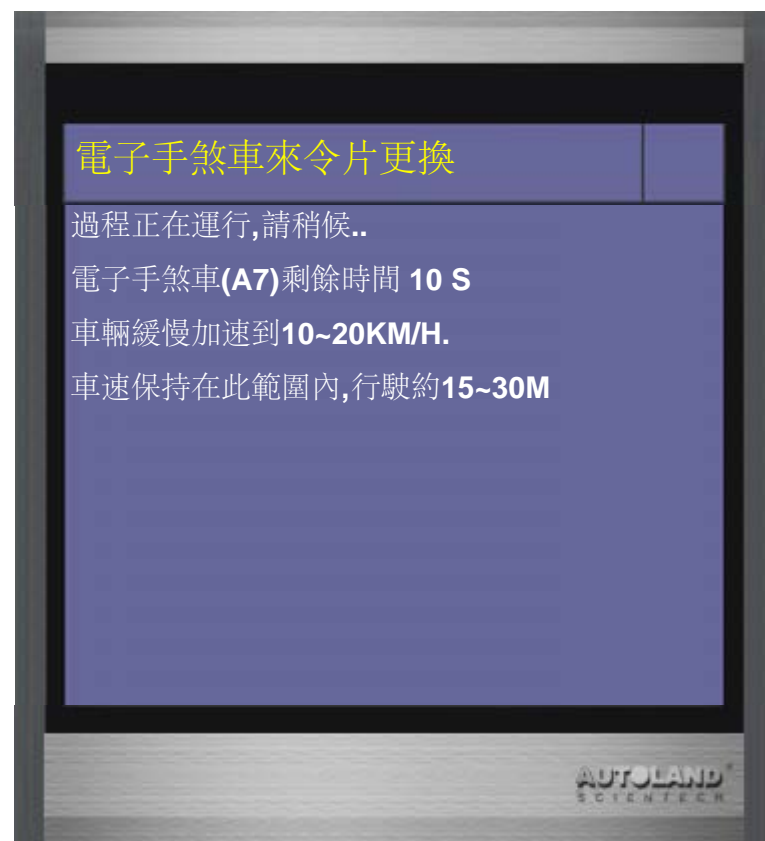 電子手煞車來令片更換
過程正在運行,請稍候..
電子手煞車(A7)剩餘時間 10 S
車輛緩慢加速到10~20KM/H.
車速保持在此範圍內,行駛約15~30M
AUTOLAND®
SCIENTECH